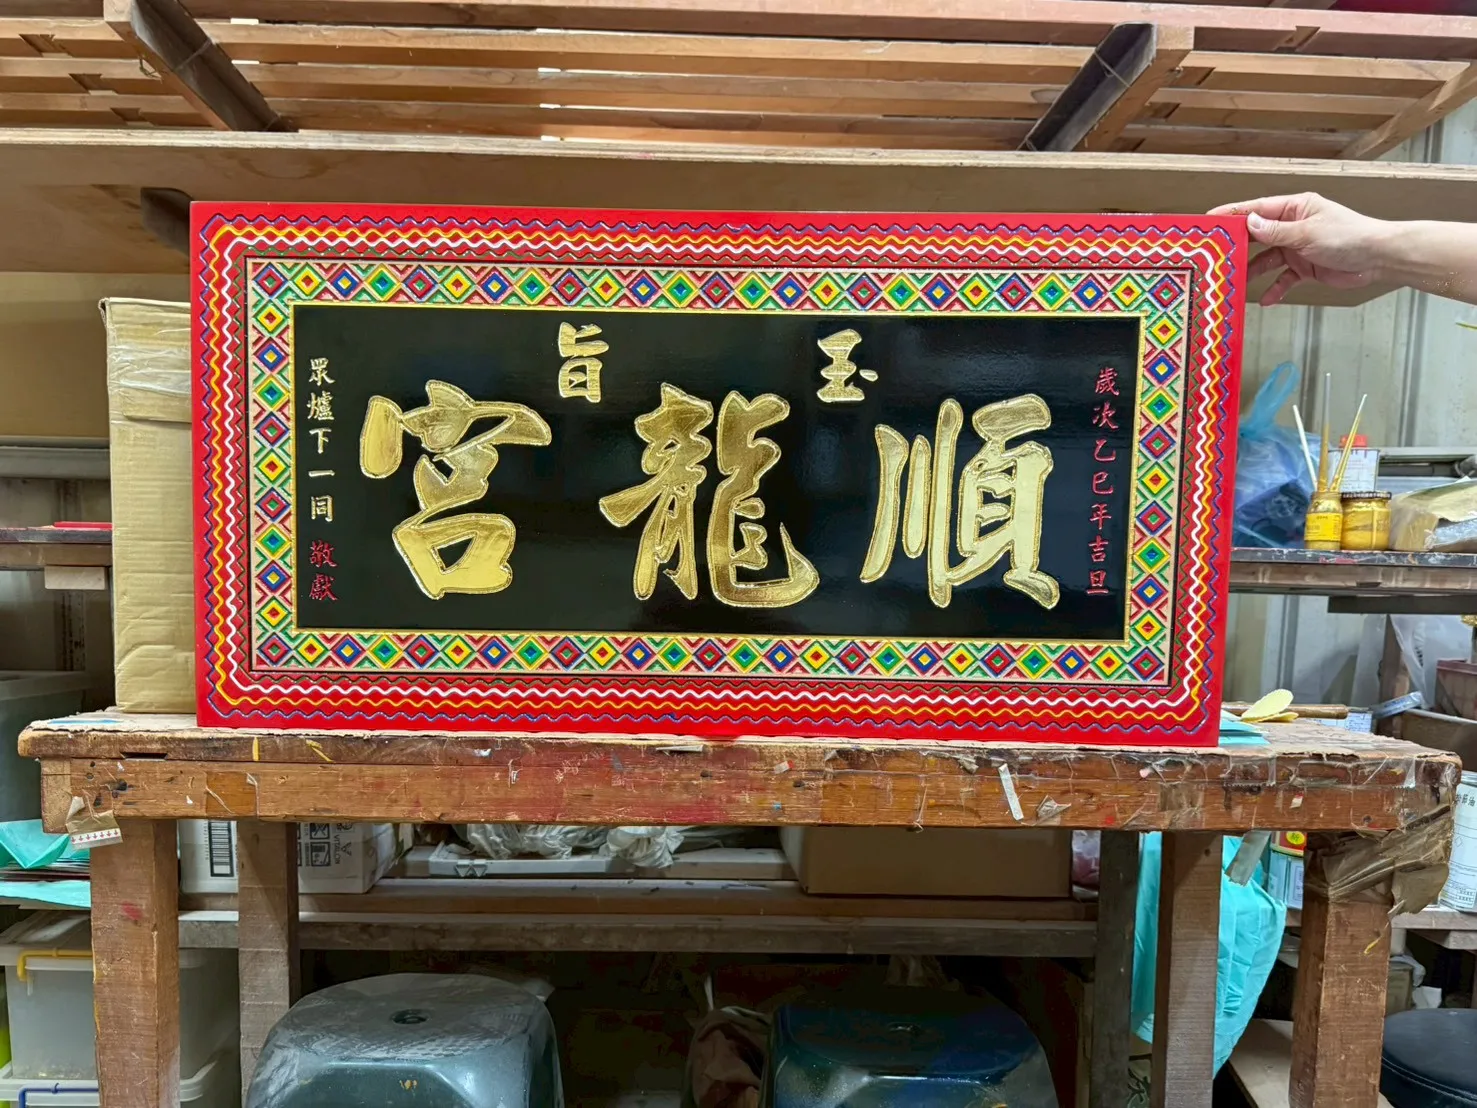 玉旨
順龍宮
歲次乙巳年吉旦
眾爐下一同 敬獻